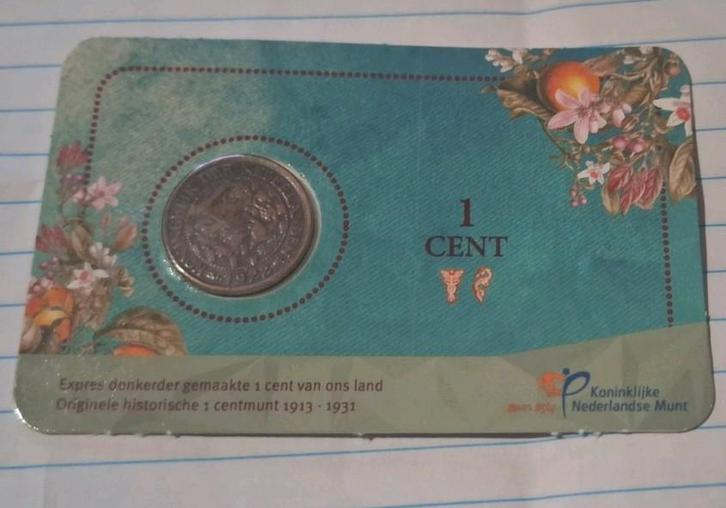 1
CENT
1922
Expres donkerder gemaakte 1 cent van ons land
Originele historische 1 centmunt 1913 - 1931
Koninklijke
Nederlandse Munt